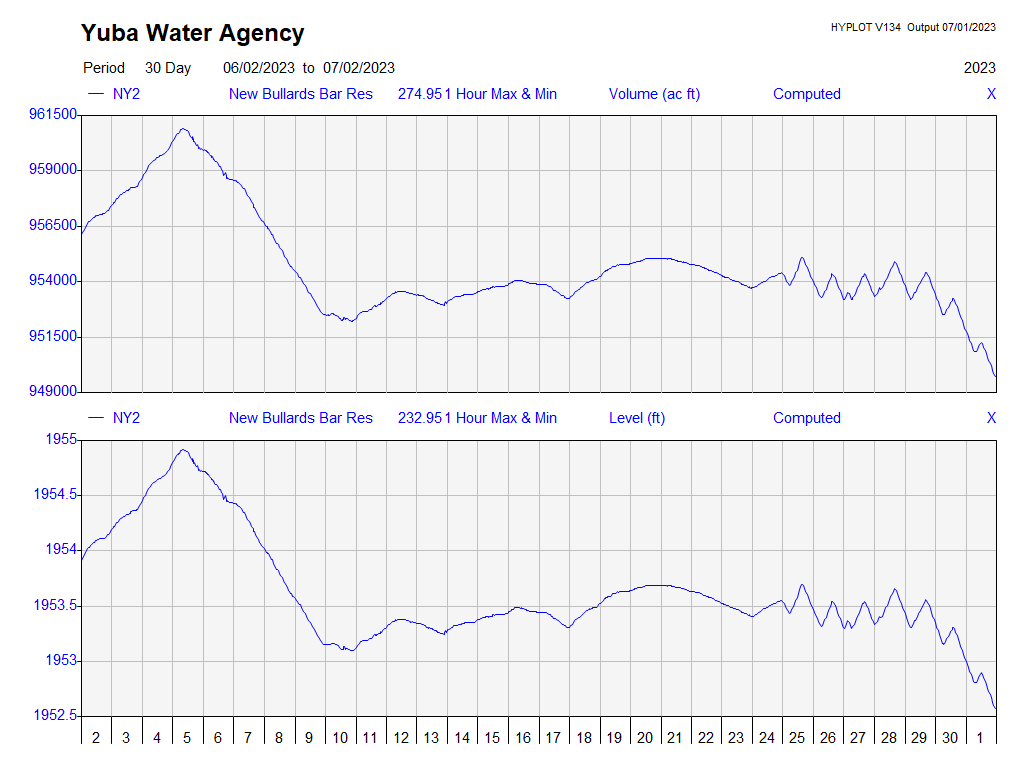 Yuba Water Agency
HYPLOT V134 Output 07/01/2023
Period 30 Day 06/02/2023 to 07/02/2023 2023
NY2 New Bullards Bar Res 274.95 1 Hour Max & Min Volume (ac ft) Computed X
961500
959000
956500
954000
951500
949000
NY2 New Bullards Bar Res 232.95 1 Hour Max & Min Level (ft) Computed X
1955
1954.5
1954
1953.5
1953
1952.5
2 3 4 5 6 7 8 9 10 11 12 13 14 15 16 17 18 19 20 21 22 23 24 25 26 27 28 29 30 1